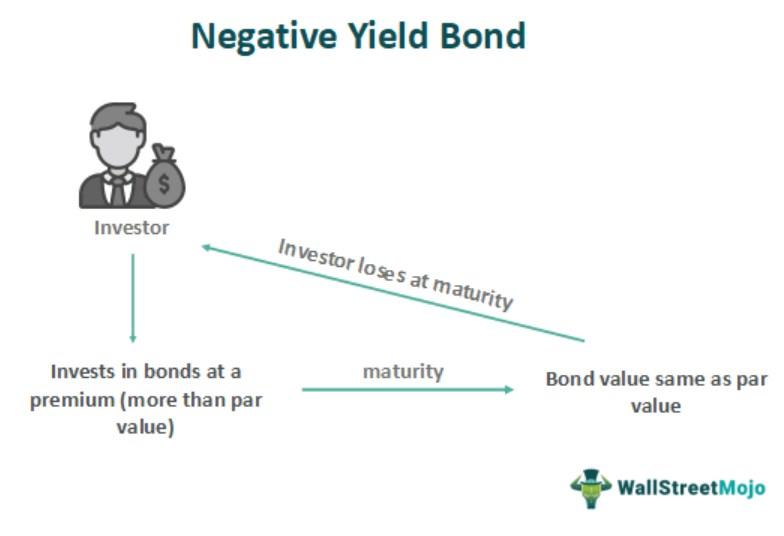 Negative Yield Bond
$
Investor
Investor loses at maturity
Invests in bonds at a
premium (more than par
value)
maturity
Bond value same as par
value
WallStreetMojo